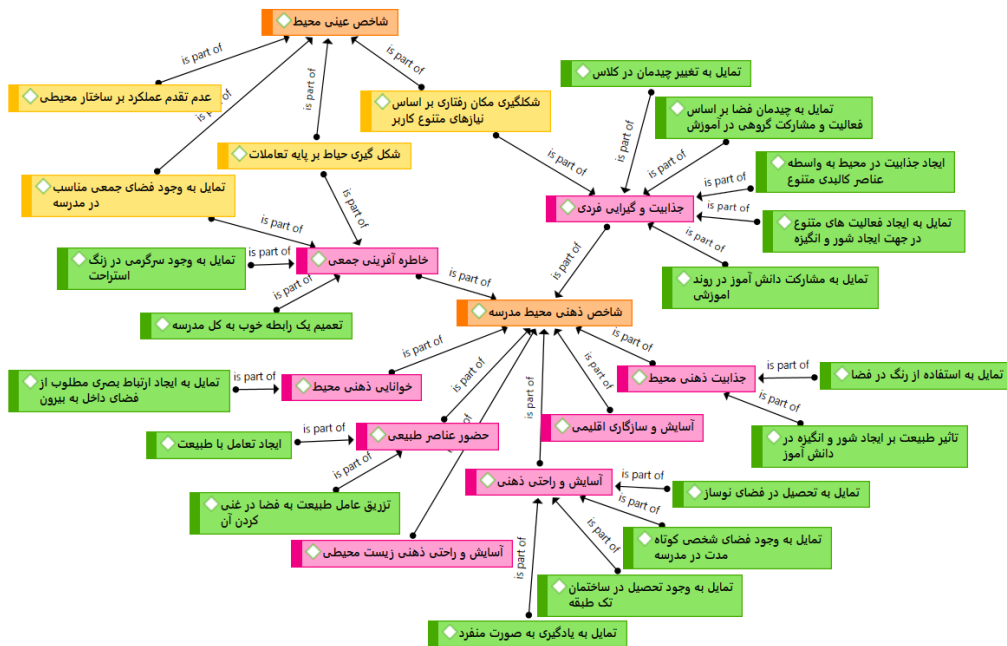 شاخص عینی محیط
is part of
is part of
is part of
is part of
عدم تقدم عملکرد بر ساختار محیطی
شکلگیری مکان رفتاری بر اساس
نیازهای متنوع کاربر
تمایل به تغییر چیدمان در کلاس
تمایل به چیدمان فضا بر اساس
فعالیت و مشارکت گروهی در آموزش
شکل گیری حیاط بر پایه تعاملات
is part of
is part of
is part of
ایجاد جذابیت در محیط به واسطه
عناصر کالبدی متنوع
is part of
تمایل به وجود فضای جمعی مناسب
در مدرسه
is part of
جذابیت و گیرایی فردی
is part of
تمایل به ایجاد فعالیت های متنوع
در جهت ایجاد شور و انگیزه
is part of
is part of
تمایل به وجود سرگرمی در زنگ
استراحت
is part of
خاطره آفرینی جمعی
is part of
is part of
تمایل به مشارکت دانش آموز در روند
اموزشی
is part of
is part of
تعمیم یک رابطه خوب به کل مدرسه
شاخص ذهنی محیط مدرسه
is part of
is part of
تمایل به ایجاد ارتباط بصری مطلوب از
فضای داخل به بیرون
is part of
خوانایی ذهنی محیط
is part of
is part of
is part of
جذابیت ذهنی محیط
is part of
تمایل به استفاده از رنگ در فضا
ایجاد تعامل با طبیعت
is part of
حضور عناصر طبیعی
is part of
آسایش و سازگاری اقلیمی
is part of
تاثیر طبیعت بر ایجاد شور و انگیزه در
دانش آموز
is part of
تزریق عامل طبیعت به فضا در غنی
کردن آن
آسایش و راحتی ذهنی
is part of
تمایل به تحصیل در فضای نوساز
is part of
آسایش و راحتی ذهنی زیست محیطی
تمایل به وجود فضای شخصی کوتاه
مدت در مدرسه
is part of
is part of
تمایل به وجود تحصیل در ساختمان
تک طبقه
تمایل به یادگیری به صورت منفرد